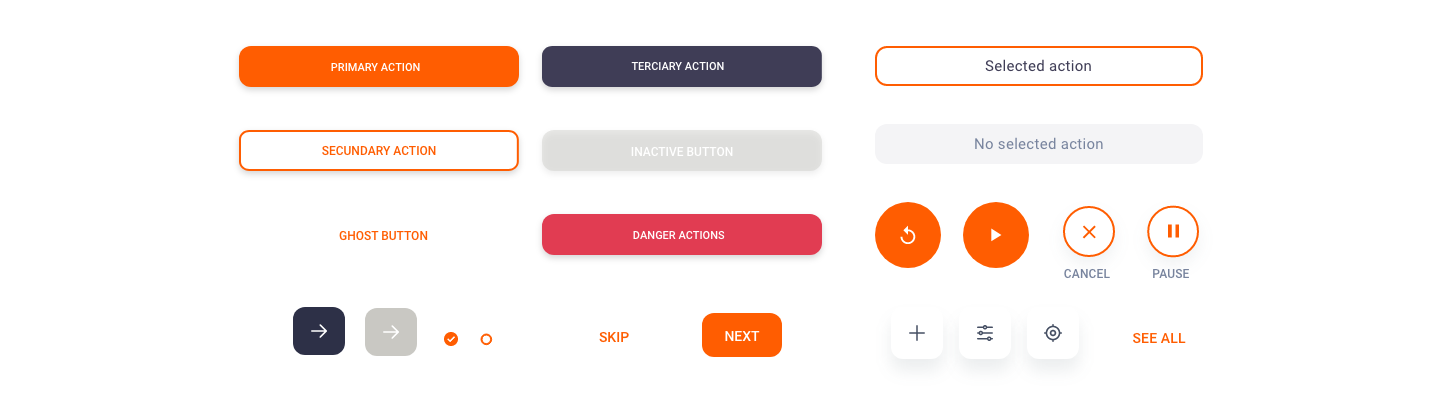 PRIMARY ACTION
TERCIARY ACTION
Selected action
SECUNDARY ACTION
INACTIVE BUTTON
No selected action
GHOST BUTTON
DANGER ACTIONS
CANCEL
PAUSE
SKIP
NEXT
SEE ALL